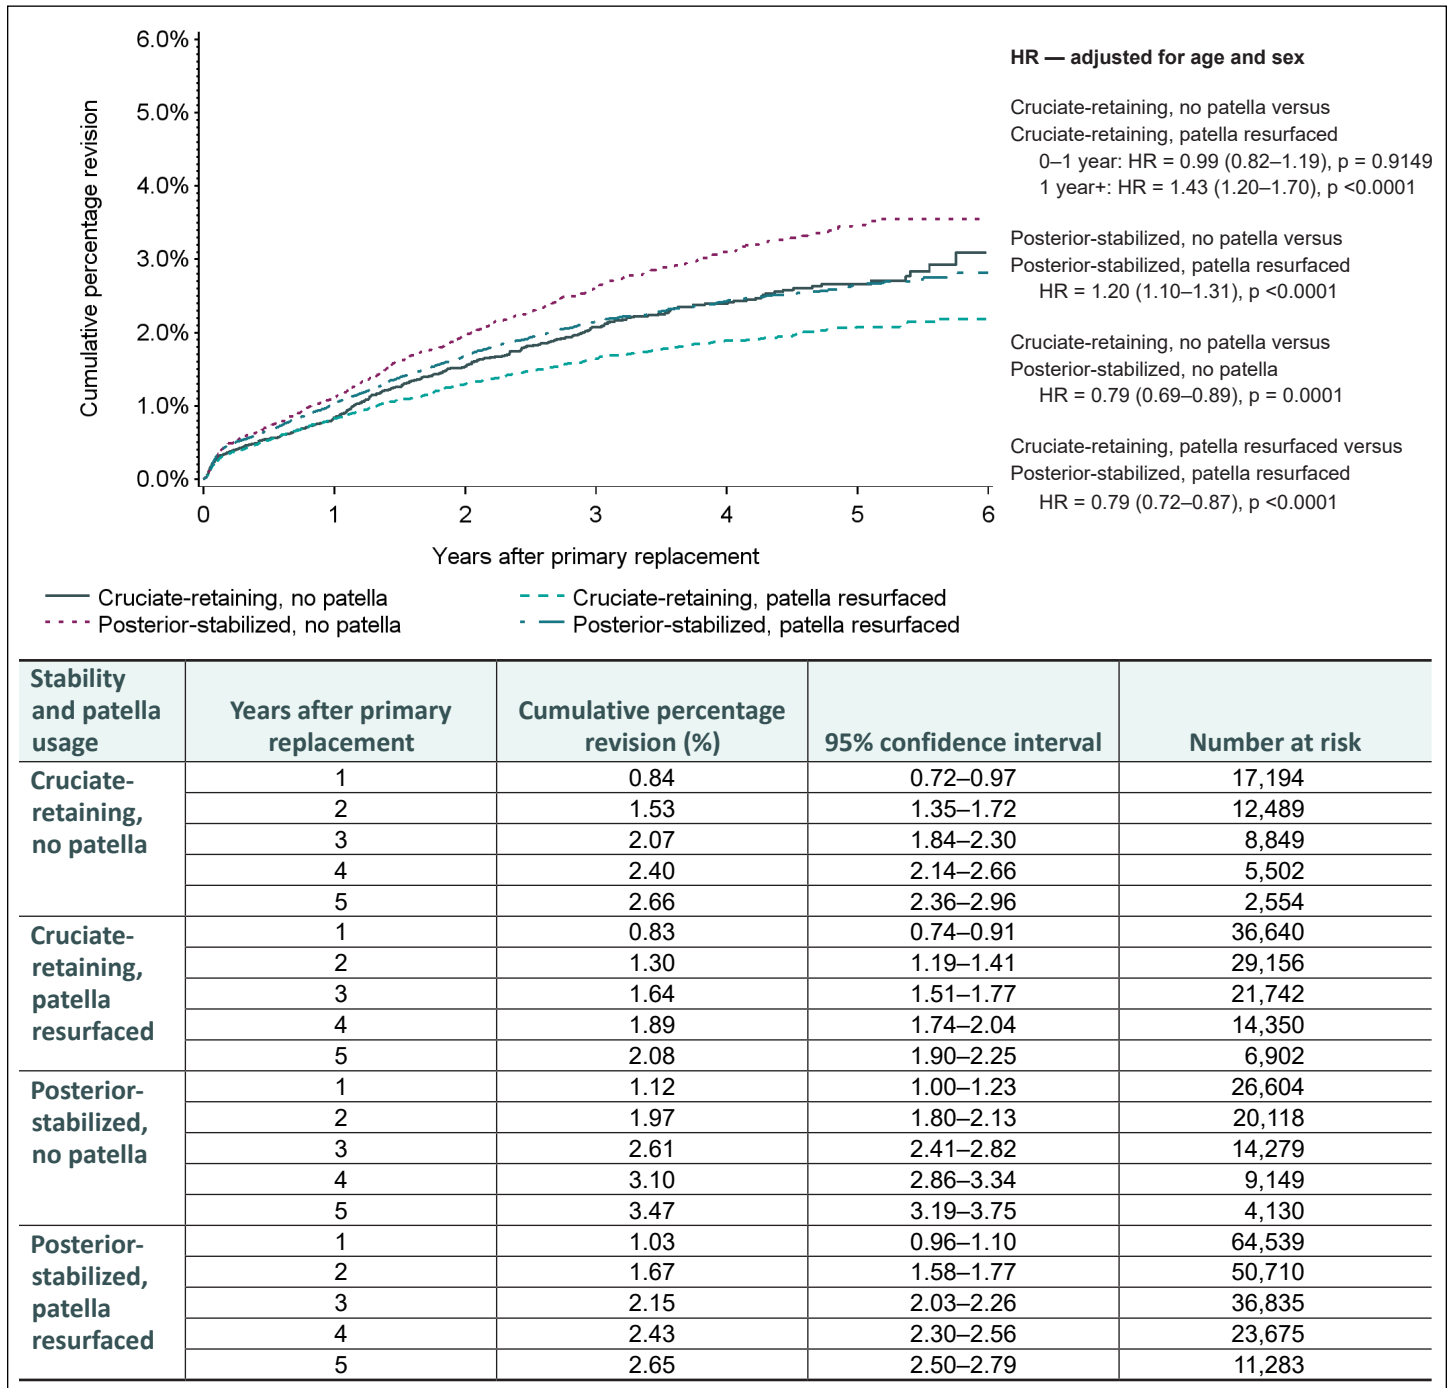 6.0%
5.0%
4.0%
3.0%
2.0%
1.0%
0.0%
Cumulative percentage revision
0 1 2 3 4 5 6
Years after primary replacement
HR — adjusted for age and sex
Cruciate-retaining, no patella versus
Cruciate-retaining, patella resurfaced
0–1 year: HR = 0.99 (0.82–1.19), p = 0.9149
1 year+: HR = 1.43 (1.20–1.70), p <0.0001
Posterior-stabilized, no patella versus
Posterior-stabilized, patella resurfaced
HR = 1.20 (1.10–1.31), p <0.0001
Cruciate-retaining, no patella versus
Posterior-stabilized, no patella
HR = 0.79 (0.69–0.89), p = 0.0001
Cruciate-retaining, patella resurfaced versus
Posterior-stabilized, patella resurfaced
HR = 0.79 (0.72–0.87), p <0.0001
Cruciate-retaining, no patella
Cruciate-retaining, patella resurfaced
Posterior-stabilized, no patella
Posterior-stabilized, patella resurfaced
Stability
and patella
usage
Years after primary
replacement
Cumulative percentage
revision (%)
95% confidence interval
Number at risk
Cruciate-
retaining,
no patella
1 0.84 0.72–0.97 17,194
2 1.53 1.35–1.72 12,489
3 2.07 1.84–2.30 8,849
4 2.40 2.14–2.66 5,502
5 2.66 2.36–2.96 2,554
Cruciate-
retaining,
patella
resurfaced
1 0.83 0.74–0.91 36,640
2 1.30 1.19–1.41 29,156
3 1.64 1.51–1.77 21,742
4 1.89 1.74–2.04 14,350
5 2.08 1.90–2.25 6,902
Posterior-
stabilized,
no patella
1 1.12 1.00–1.23 26,604
2 1.97 1.80–2.13 20,118
3 2.61 2.41–2.82 14,279
4 3.10 2.86–3.34 9,149
5 3.47 3.19–3.75 4,130
Posterior-
stabilized,
patella
resurfaced
1 1.03 0.96–1.10 64,539
2 1.67 1.58–1.77 50,710
3 2.15 2.03–2.26 36,835
4 2.43 2.30–2.56 23,675
5 2.65 2.50–2.79 11,283